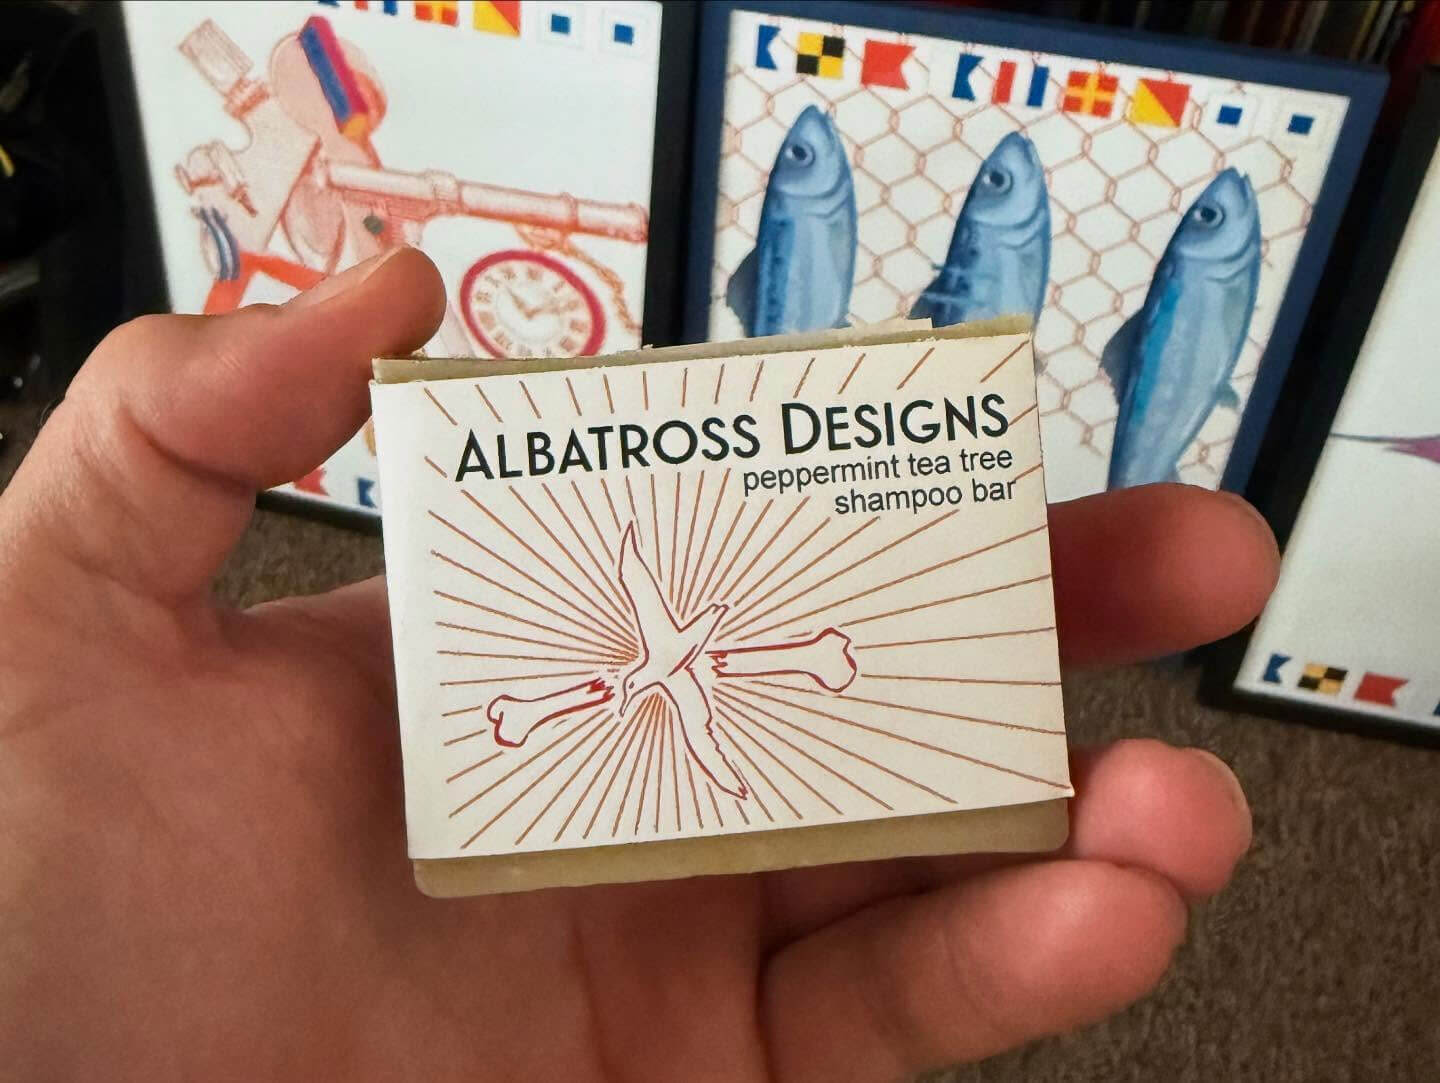 ALBATROSS DESIGNS
peppermint tea tree
shampoo bar